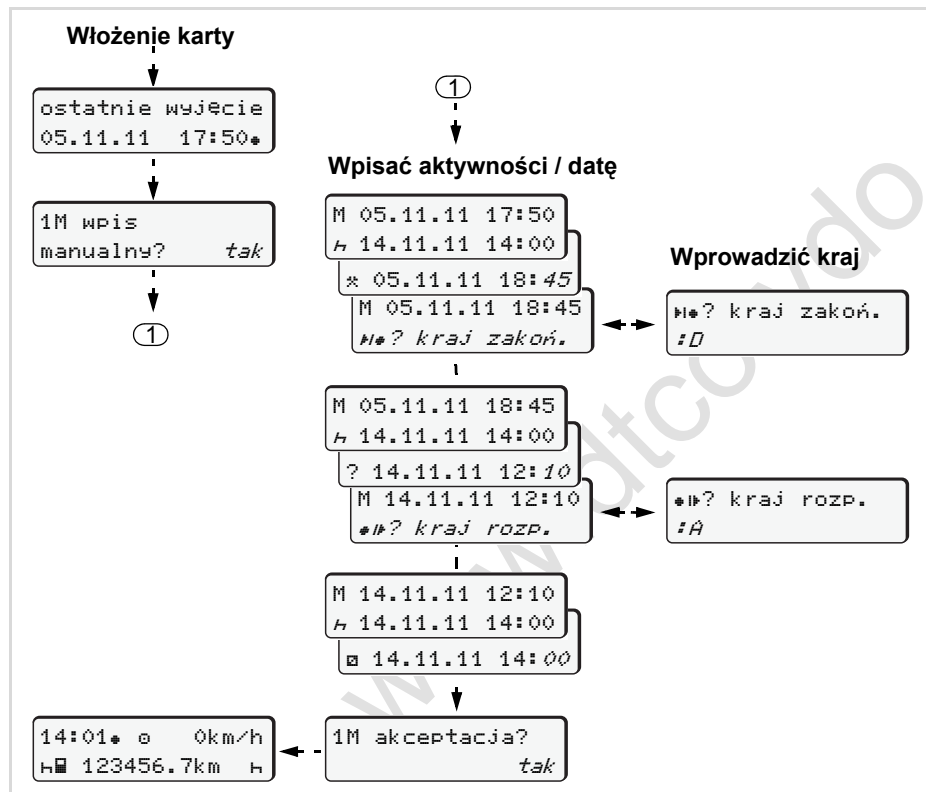 Włożenie karty
ostatnie wyjęcie
05.11.11 17:50
1M wpis
manualny? tak
1
1
Wpisać aktywności / datę
M 05.11.11 17:50
14.11.11 14:00
05.11.11 18:45
M 05.11.11 18:45
? kraj zakoń.
Wprowadzić kraj
? kraj zakoń.
:D
M 05.11.11 18:45
14.11.11 14:00
? 14.11.11 12:10
M 14.11.11 12:10
? kraj rozp.
? kraj rozp.
:A
M 14.11.11 12:10
14.11.11 14:00
14.11.11 14:00
1M akceptacja?
tak
14:01 0km/h
123456.7km